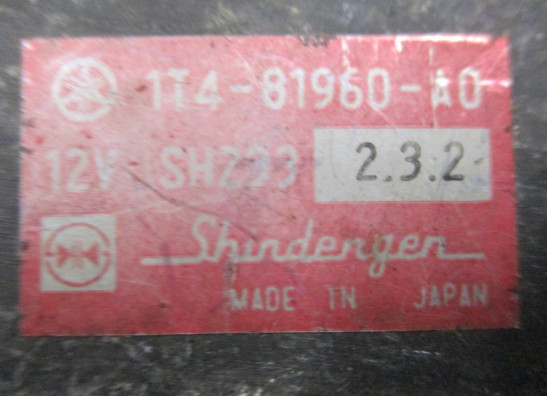 1T4-81960-A0
12V SH233 2.3.2
Shindengen
MADE IN JAPAN